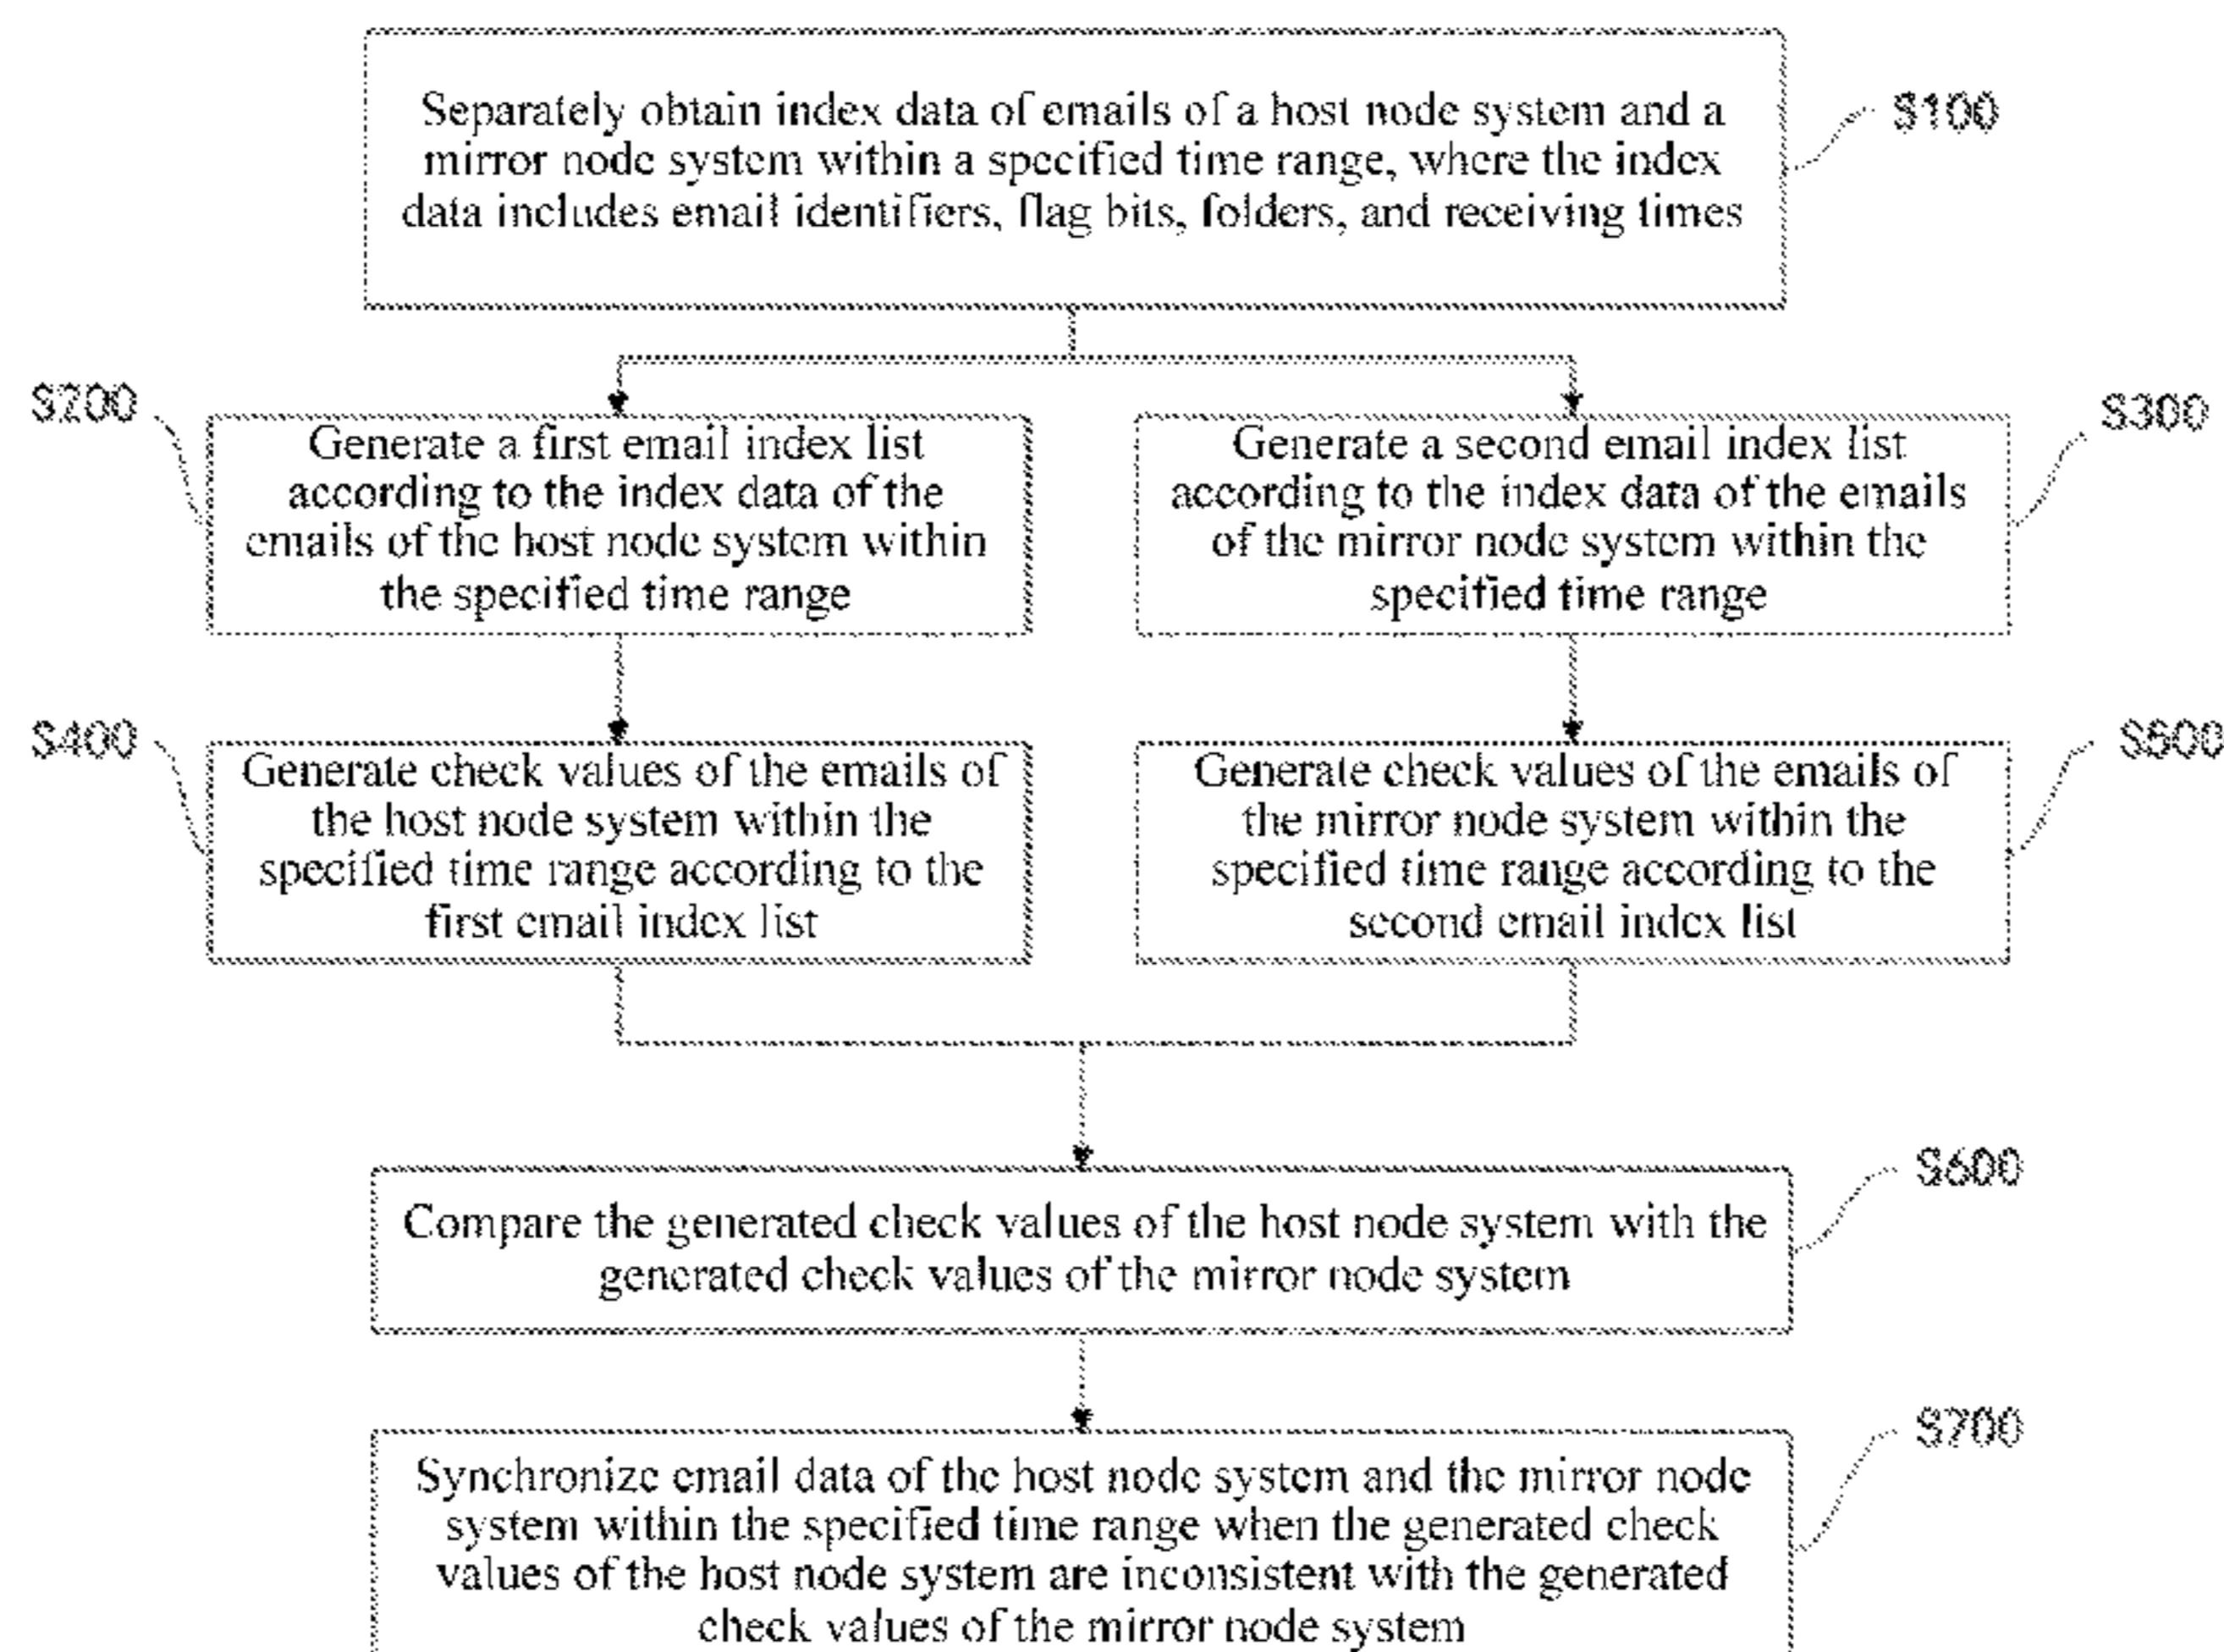 Separately obtain index data of emails of a host node system and a
mirror node system within a specified time range, where the index
data includes email identifiers, flag bits, folders, and receiving times
S100
S200
Generate a first email index list
according to the index data of the
emails of the host node system within
the specified time range
S300
Generate a second email index list
according to the index data of the emails
of the mirror node system within the
specified time range
S400
Generate check values of the emails of
the host node system within the
specified time range according to the
first email index list
S500
Generate check values of the emails of
the mirror node system within the
specified time range according to the
second email index list
S600
Compare the generated check values of the host node system with the
generated check values of the mirror node system
S700
Synchronize email data of the host node system and the mirror node
system within the specified time range when the generated check
values of the host node system are inconsistent with the generated
check values of the mirror node system